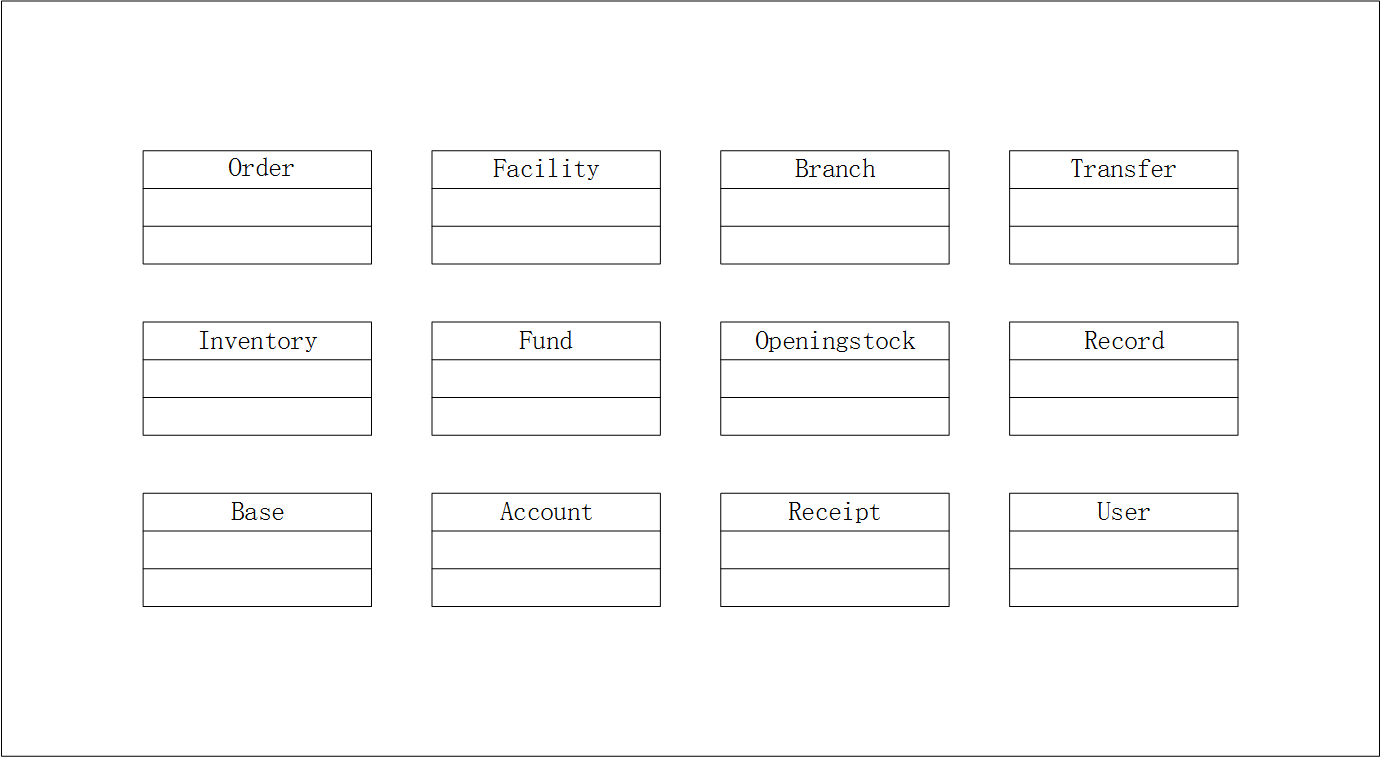 Order
Facility
Branch
Transfer
Inventory
Fund
Openingstock
Record
Base
Account
Receipt
User